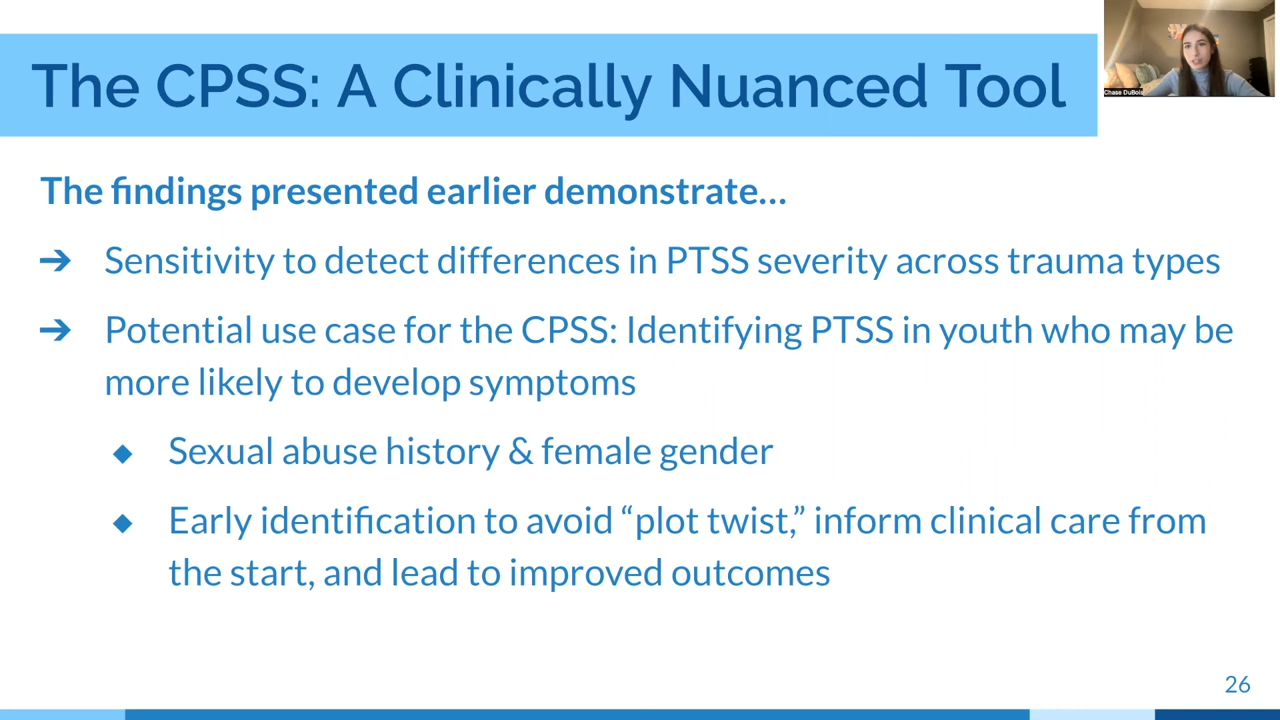 The CPSS: A Clinically Nuanced Tool
Chase DuBois
The findings presented earlier demonstrate...
➔ Sensitivity to detect differences in PTSS severity across trauma types
➔ Potential use case for the CPSS: Identifying PTSS in youth who may be
more likely to develop symptoms
◆ Sexual abuse history & female gender
◆ Early identification to avoid “plot twist,” inform clinical care from
the start, and lead to improved outcomes
26